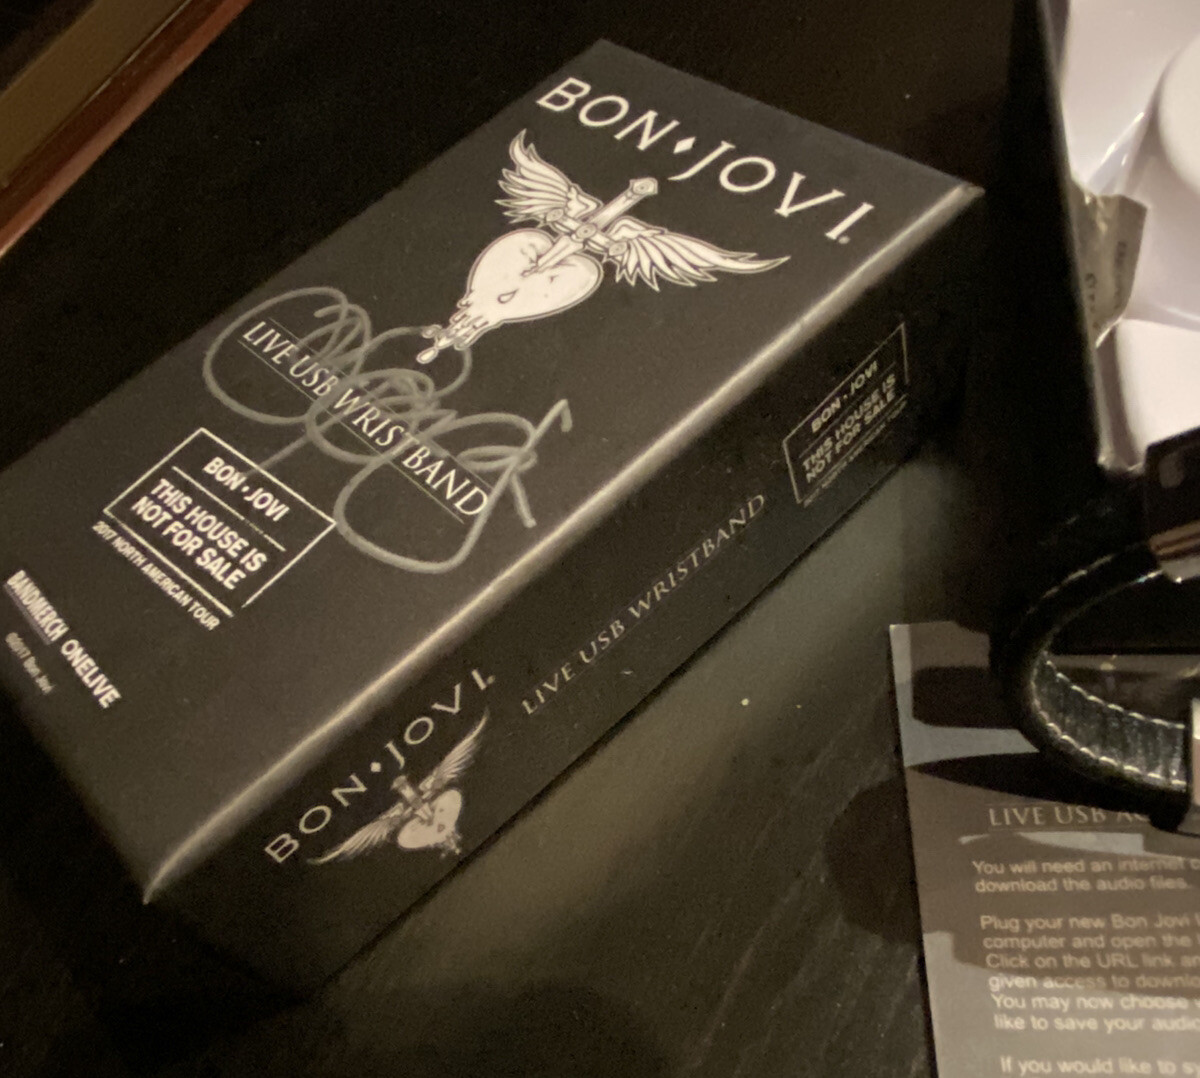 BON♦JOVI
LIVE USB WRISTBAND
BON♦JOVI
THIS HOUSE IS
NOT FOR SALE
2017 NORTH AMERICAN TOUR
BANDMERCH ONELIVE
©2017 Bon Jovi
BON♦JOVI
LIVE USB WRISTBAND
BON♦JOVI
THIS HOUSE IS
NOT FOR SALE
LIVE USB
You will need an internet
download the audio files.
Plug your new Bon Jovi
computer and open the
Click on the URL link
given access to
You may now choose
like to save your
If you would like to